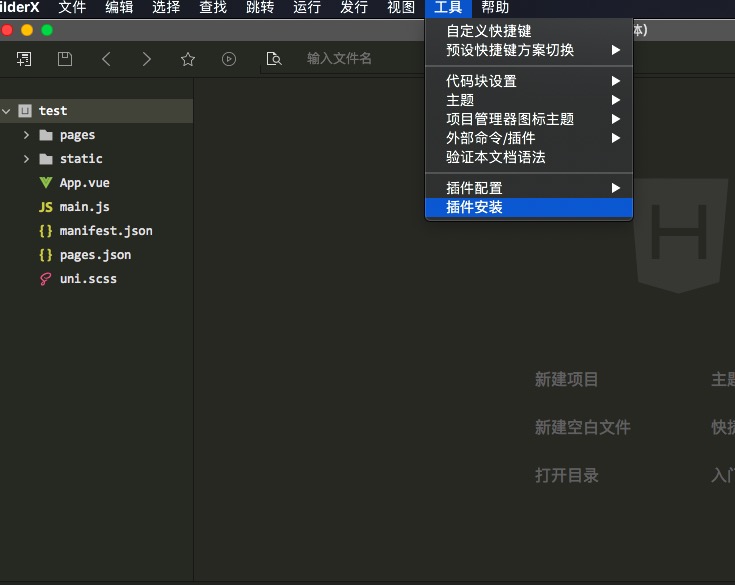 ilderX 文件 编辑 选择 查找 跳转 运行 发行 视图 工具 帮助
自定义快捷键
体)
预设快捷键方案切换
输入文件名
代码块设置
主题
项目管理器图标主题
外部命令/插件
验证本文档语法
插件配置
插件安装
test
pages
static
App.vue
JS main.js
{} manifest.json
{} pages.json
uni.scss
H
新建项目 主题
新建空白文件 快捷
打开目录 入门